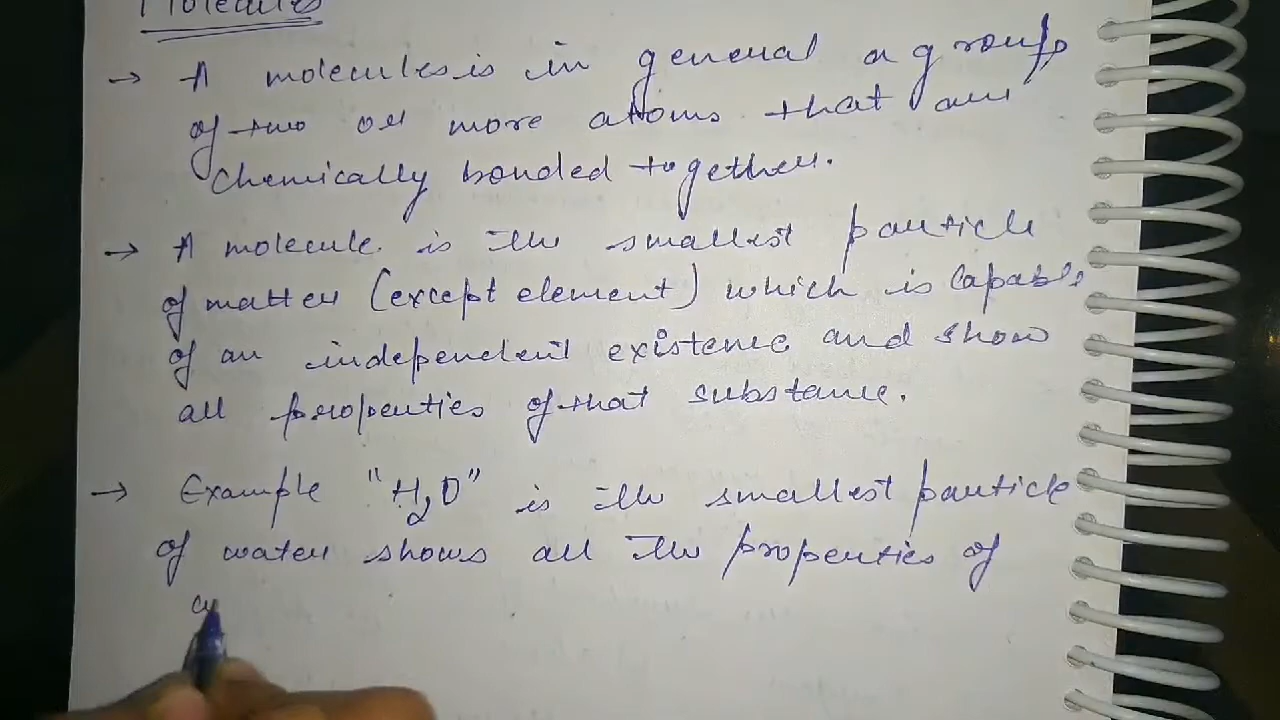 Molecules
→ A molecules is in general a group
of two or more atoms that are
chemically bonded together.
→ A molecule is the smallest particle
of matter (except element) which is capable
of an independent existence and show
all properties of that substance.
→ Example "H₂O" is the smallest particle
of water shows all the properties of